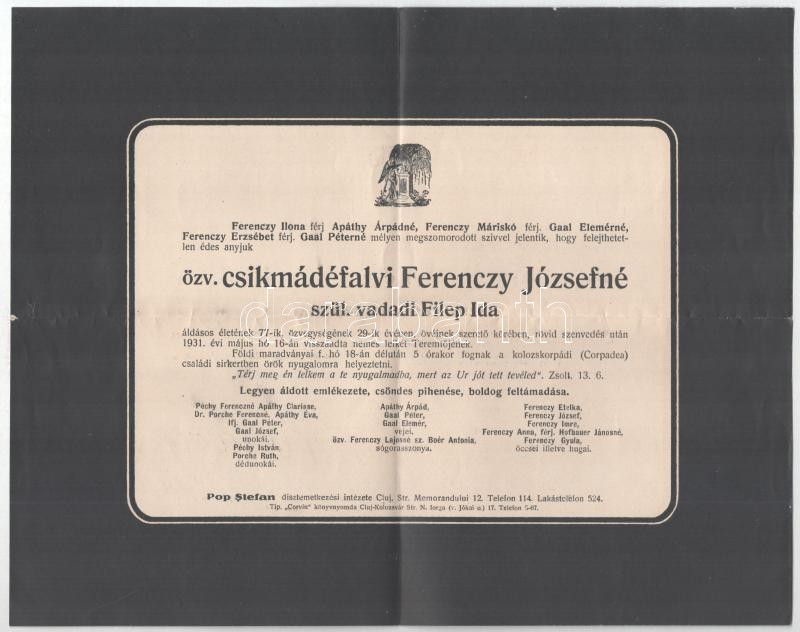 Ferenczy Ilona férj Apáthy Árpádné, Ferenczy Máriskó férj. Gaal Elemérné,
Ferenczy Erzsébet férj. Gaal Péterné mélyen megszomorodott szivvel jelentik, hogy felejthetet-
len édes anyjuk
özv. csikmádéfalvi Ferenczy Józsefné
szül. vadadi Filep Ida
áldásos életének 77-ik, özvegységének 29-ik évében, övéinek szerető körében, rövid szenvedés után
1931. évi május hó 16-án visszaadta nemes lelkét Teremtőjének.
Földi maradványai f. hó 18-án délután 5 órakor fognak a kolozskorpádi (Corpadea)
családi sirkertben örök nyugalomra helyeztetni.
„Térj meg én lelkem a te nyugalmadba, mert az Ur jót tett teveled“. Zsolt. 13. 6.
Legyen áldott emlékezete, csöndes pihenése, boldog feltámadása.
Péchy Ferenczné Apáthy Clarisse,
Dr. Porche Ferencné, Apáthy Éva,
Ifj. Gaal Péter,
Gaal József,
unokái.
Péchy István,
Porche Ruth,
dédunokái.
Apáthy Árpád,
Gaal Péter,
Gaal Elemér,
vejei.
özv. Ferenczy Lajosné sz. Boér Antonia,
sógorasszonya.
Ferenczy Etelka,
Ferenczy József,
Ferenczy Imre,
Ferenczy Anna, férj. Hofbauer Jánosné,
Ferenczy Gyula,
öccsei illetve hugai.
Pop Ştefan dísztemetkezési intézete Cluj, Str. Memorandului 12. Telefon 114. Lakástelefon 524.
Tip. „Corvin“ könyvnyomda Cluj-Kolozsvár Str. N. Iorga (v. Jókai u.) 17. Telefon 5-67.
darabanth